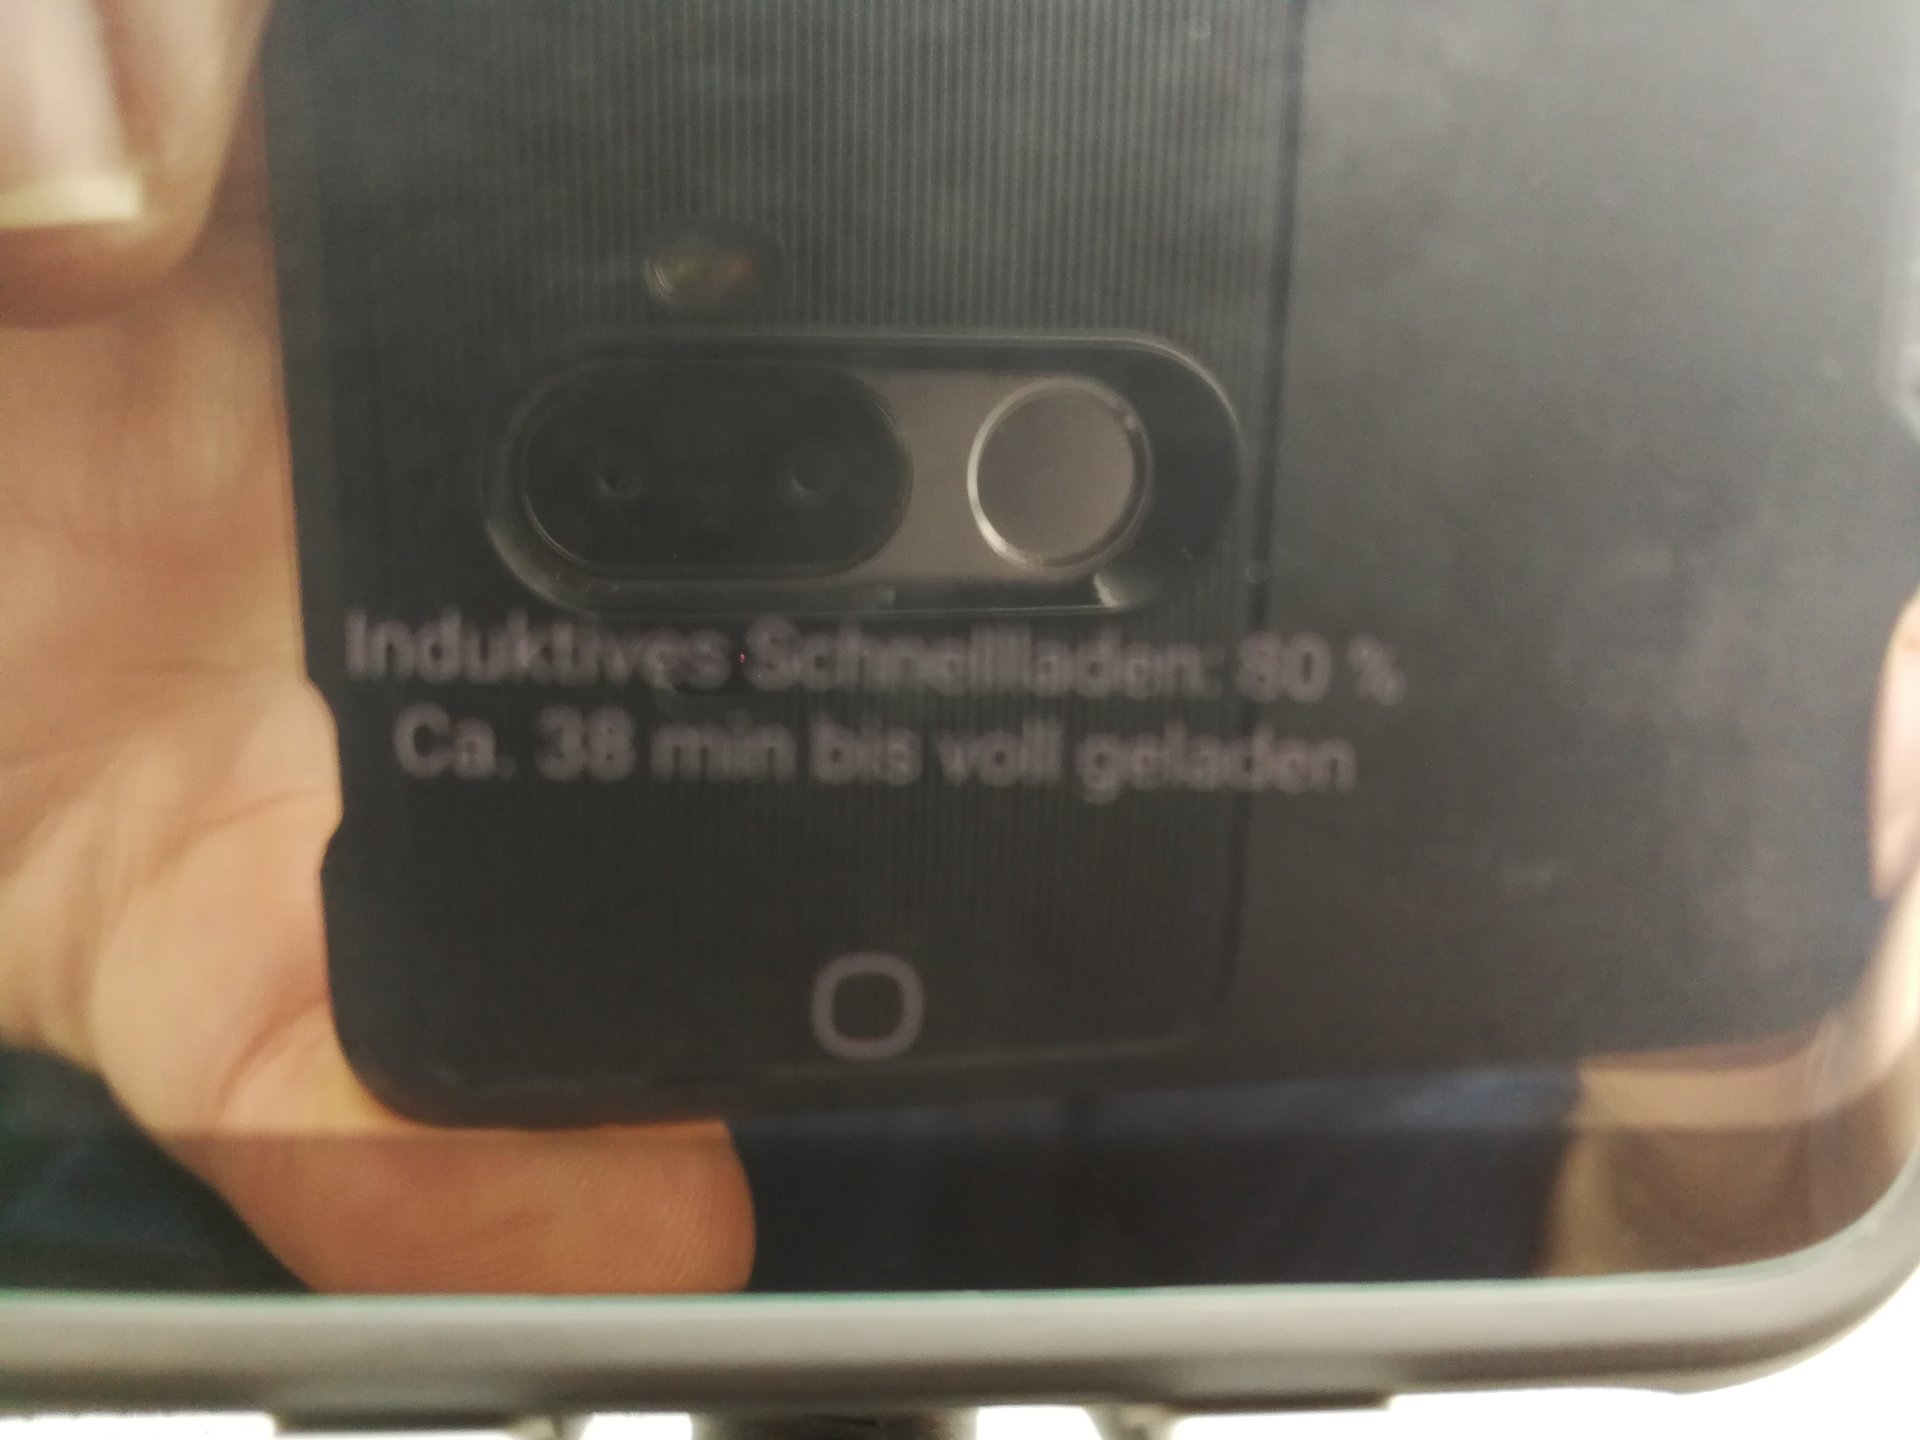 Induktives Schnellladen: 80 %
Ca. 38 min bis voll geladen